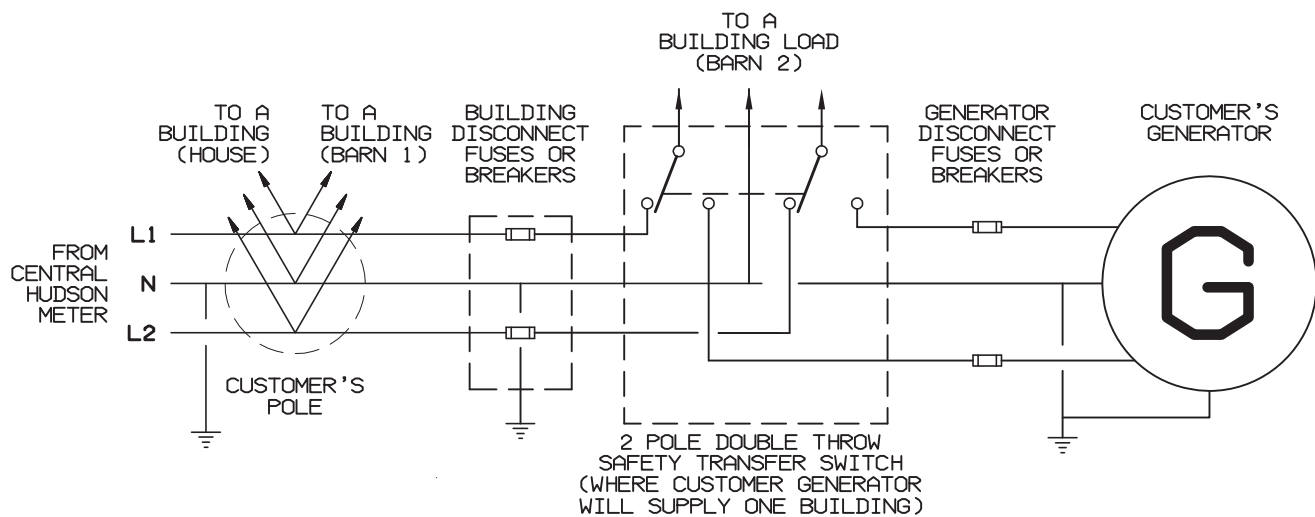 TO A
BUILDING LOAD
(BARN 2)
TO A
BUILDING
(HOUSE)
TO A
BUILDING
(BARN 1)
BUILDING
DISCONNECT
FUSES OR
BREAKERS
GENERATOR
DISCONNECT
FUSES OR
BREAKERS
CUSTOMER'S
GENERATOR
FROM
CENTRAL
HUDSON
METER
L1
N
L2
G
CUSTOMER'S
POLE
2 POLE DOUBLE THROW
SAFETY TRANSFER SWITCH
(WHERE CUSTOMER GENERATOR
WILL SUPPLY ONE BUILDING)